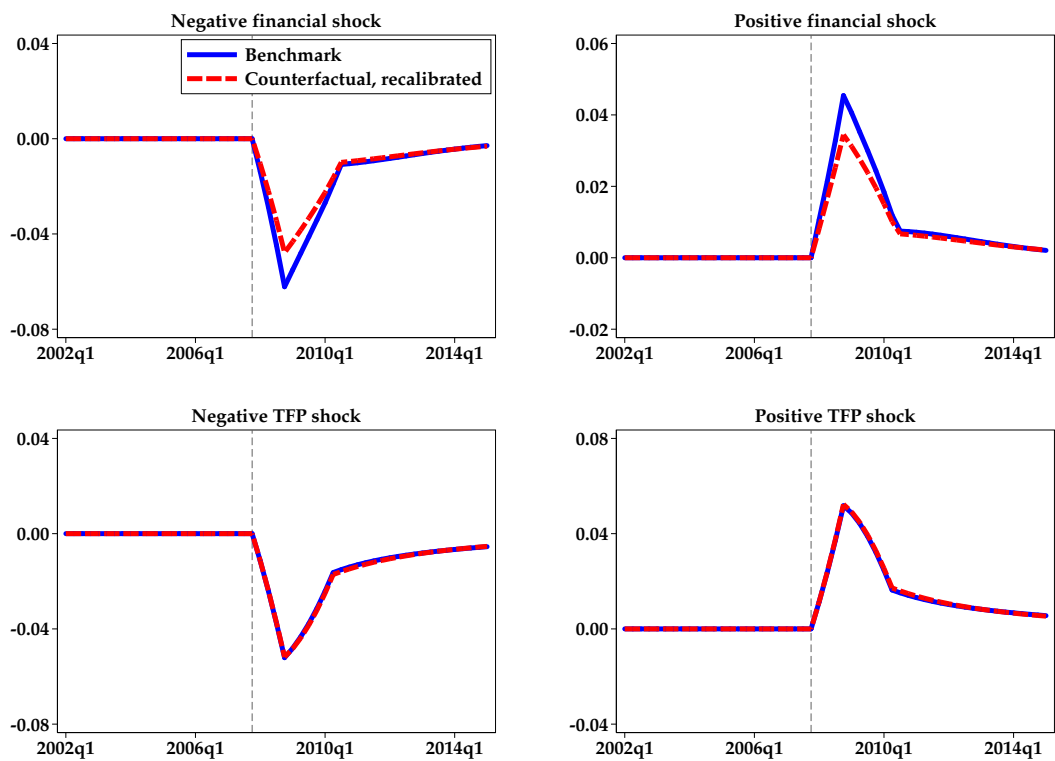 Negative financial shock
0.04
0.00
-0.04
-0.08
2002q1 2006q1 2010q1 2014q1
Benchmark
Counterfactual, recalibrated
Positive financial shock
0.06
0.04
0.02
0.00
-0.02
2002q1 2006q1 2010q1 2014q1
Negative TFP shock
0.04
0.00
-0.04
-0.08
2002q1 2006q1 2010q1 2014q1
Positive TFP shock
0.08
0.04
0.00
-0.04
2002q1 2006q1 2010q1 2014q1